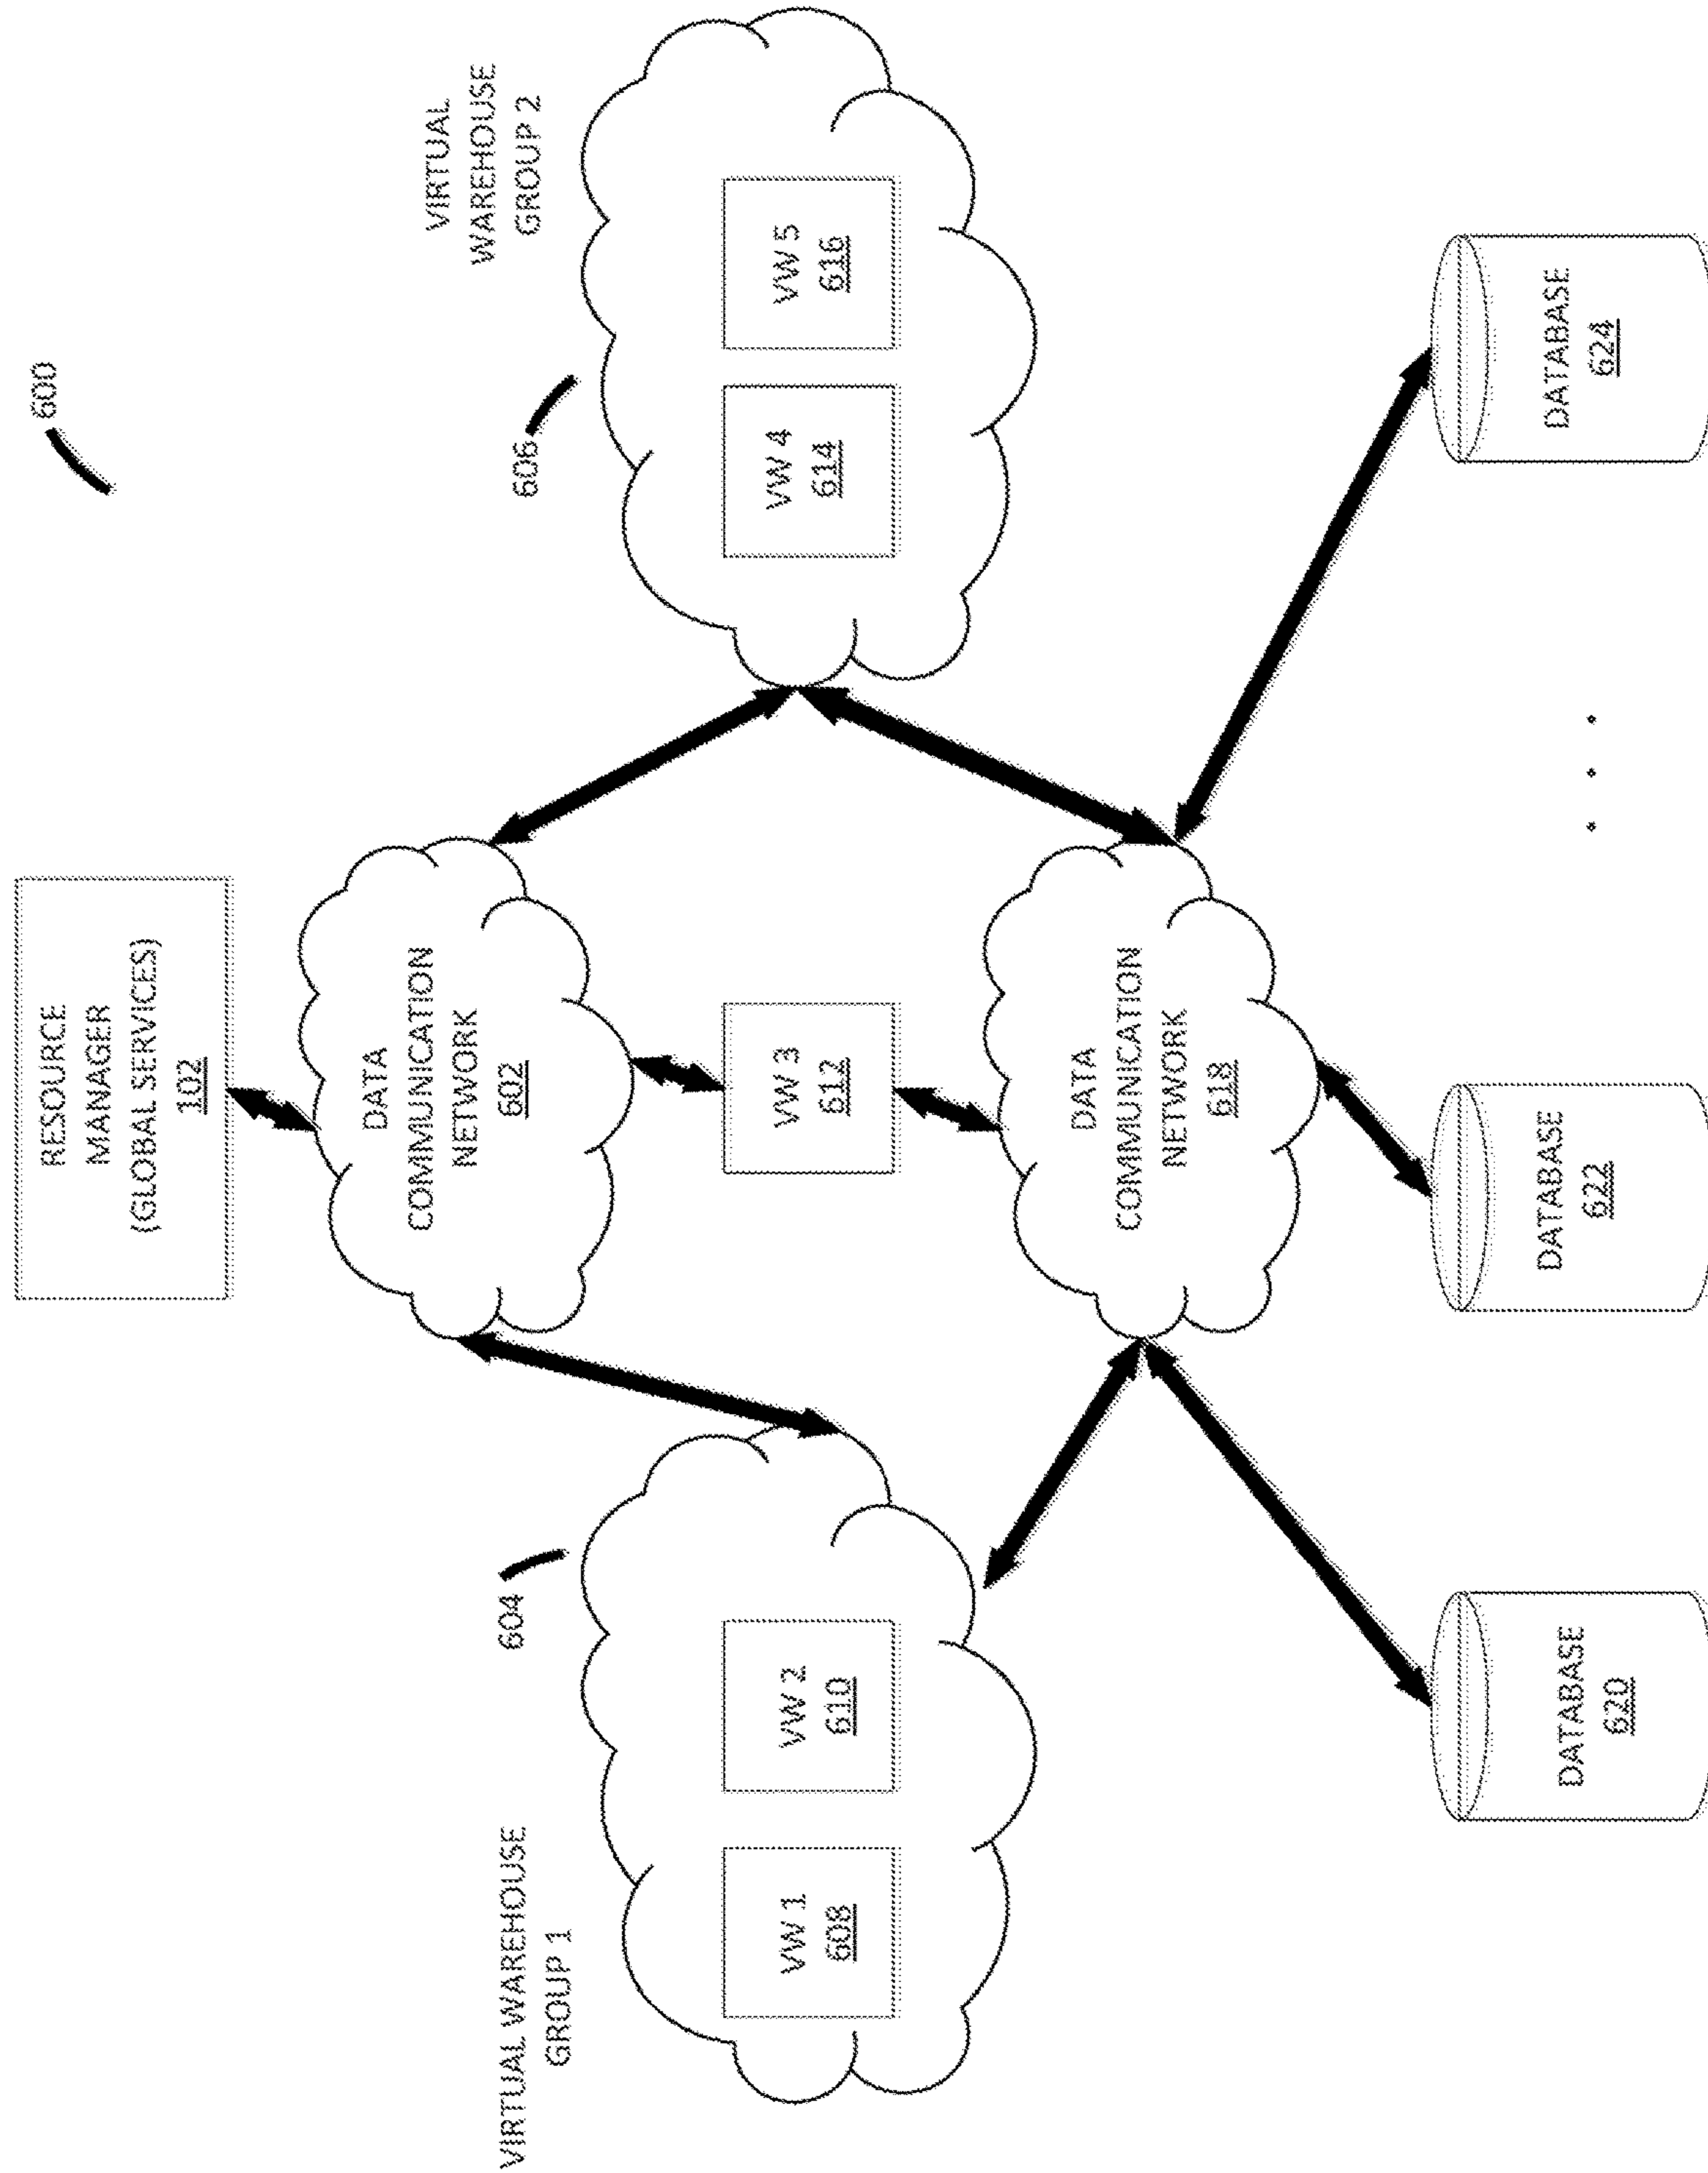 600
RESOURCE
MANAGER
(GLOBAL SERVICES)
102
DATA
COMMUNICATION
NETWORK
602
VIRTUAL WAREHOUSE
GROUP 1
604
VW 1
608
VW 2
610
VW 3
612
VIRTUAL
WAREHOUSE
GROUP 2
606
VW 4
614
VW 5
616
DATA
COMMUNICATION
NETWORK
618
DATABASE
620
DATABASE
622
. . .
DATABASE
624